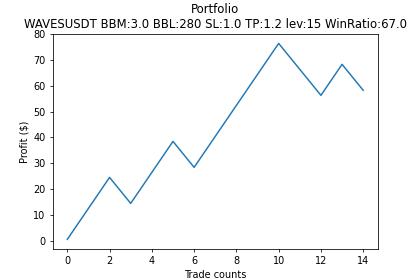 Portfolio
WAVESUSDT BBM:3.0 BBL:280 SL:1.0 TP:1.2 lev:15 WinRatio:67.0
80
70
60
50
40
30
20
10
0
Profit ($)
0 2 4 6 8 10 12 14
Trade counts